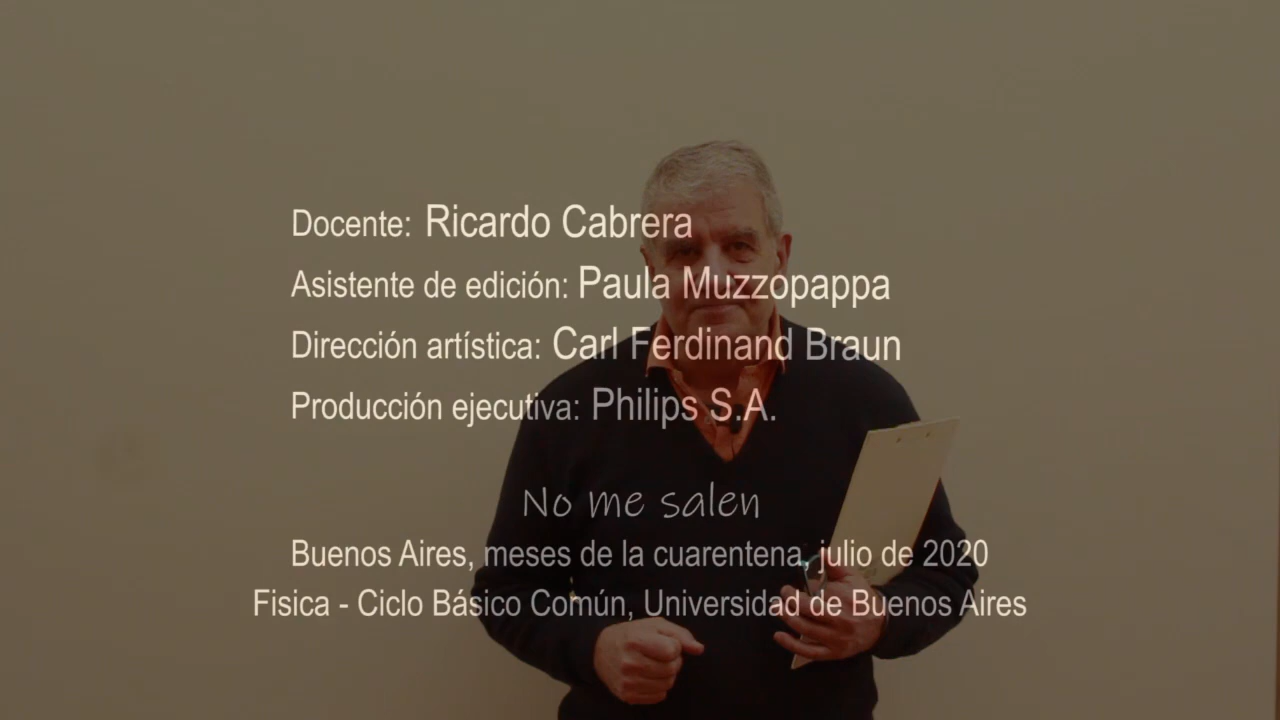 Docente: Ricardo Cabrera
Asistente de edición: Paula Muzzopappa
Dirección artística: Carl Ferdinand Braun
Producción ejecutiva: Philips S.A.
No me salen
Buenos Aires, meses de la cuarentena, julio de 2020
Fisica - Ciclo Básico Común, Universidad de Buenos Aires